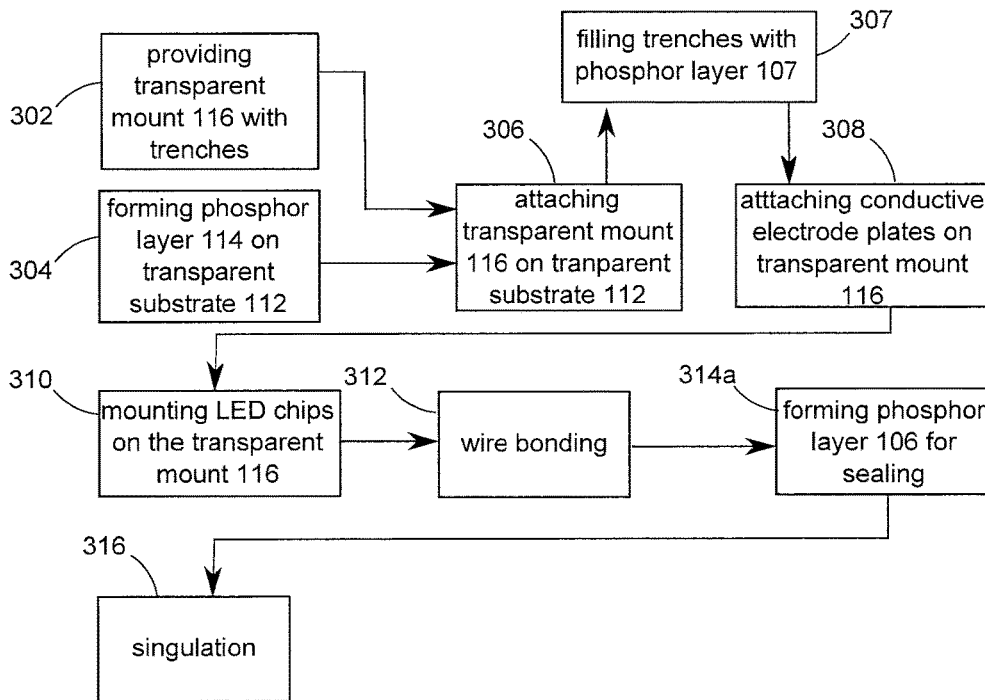 302
providing
transparent
mount 116 with
trenches
304
forming phosphor
layer 114 on
transparent
substrate 112
306
attaching
transparent mount
116 on tranparent
substrate 112
307
filling trenches with
phosphor layer 107
308
atttaching conductive
electrode plates on
transparent mount
116
310
mounting LED chips
on the transparent
mount 116
312
wire bonding
314a
forming phosphor
layer 106 for
sealing
316
singulation